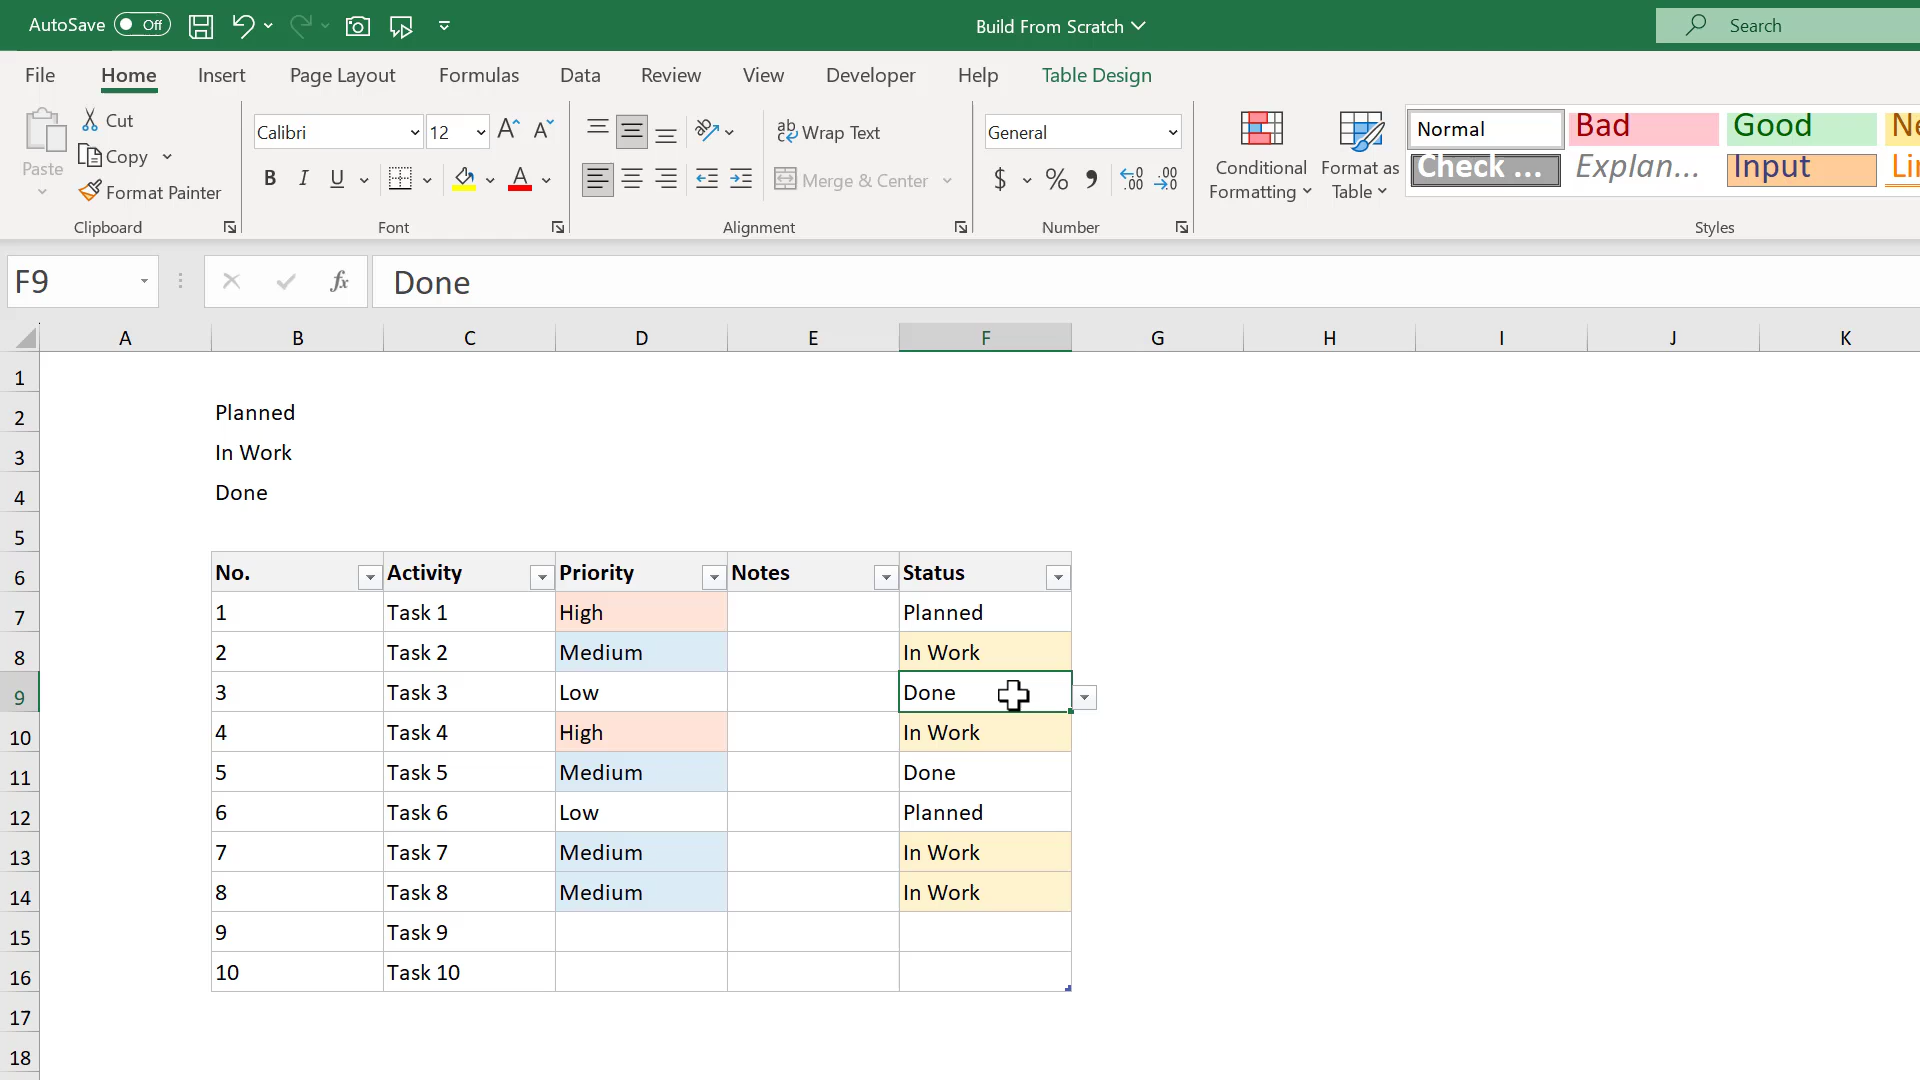 AutoSave Off
Build From Scratch
Search
File Home Insert Page Layout Formulas Data Review View Developer Help Table Design
Paste
Cut
Copy
Format Painter
Clipboard
Calibri 12
B I U
Font
Wrap Text
Merge & Center
Alignment
General
$ % 9
Number
Conditional Formatting
Format as Table
Normal Bad Good Ne
Check ... Explan... Input Lin
Styles
F9 fx Done
A B C D E F G H I J K
1
2 Planned
3 In Work
4 Done
5
6 No. Activity Priority Notes Status
7 1 Task 1 High Planned
8 2 Task 2 Medium In Work
9 3 Task 3 Low Done
10 4 Task 4 High In Work
11 5 Task 5 Medium Done
12 6 Task 6 Low Planned
13 7 Task 7 Medium In Work
14 8 Task 8 Medium In Work
15 9 Task 9
16 10 Task 10
17
18